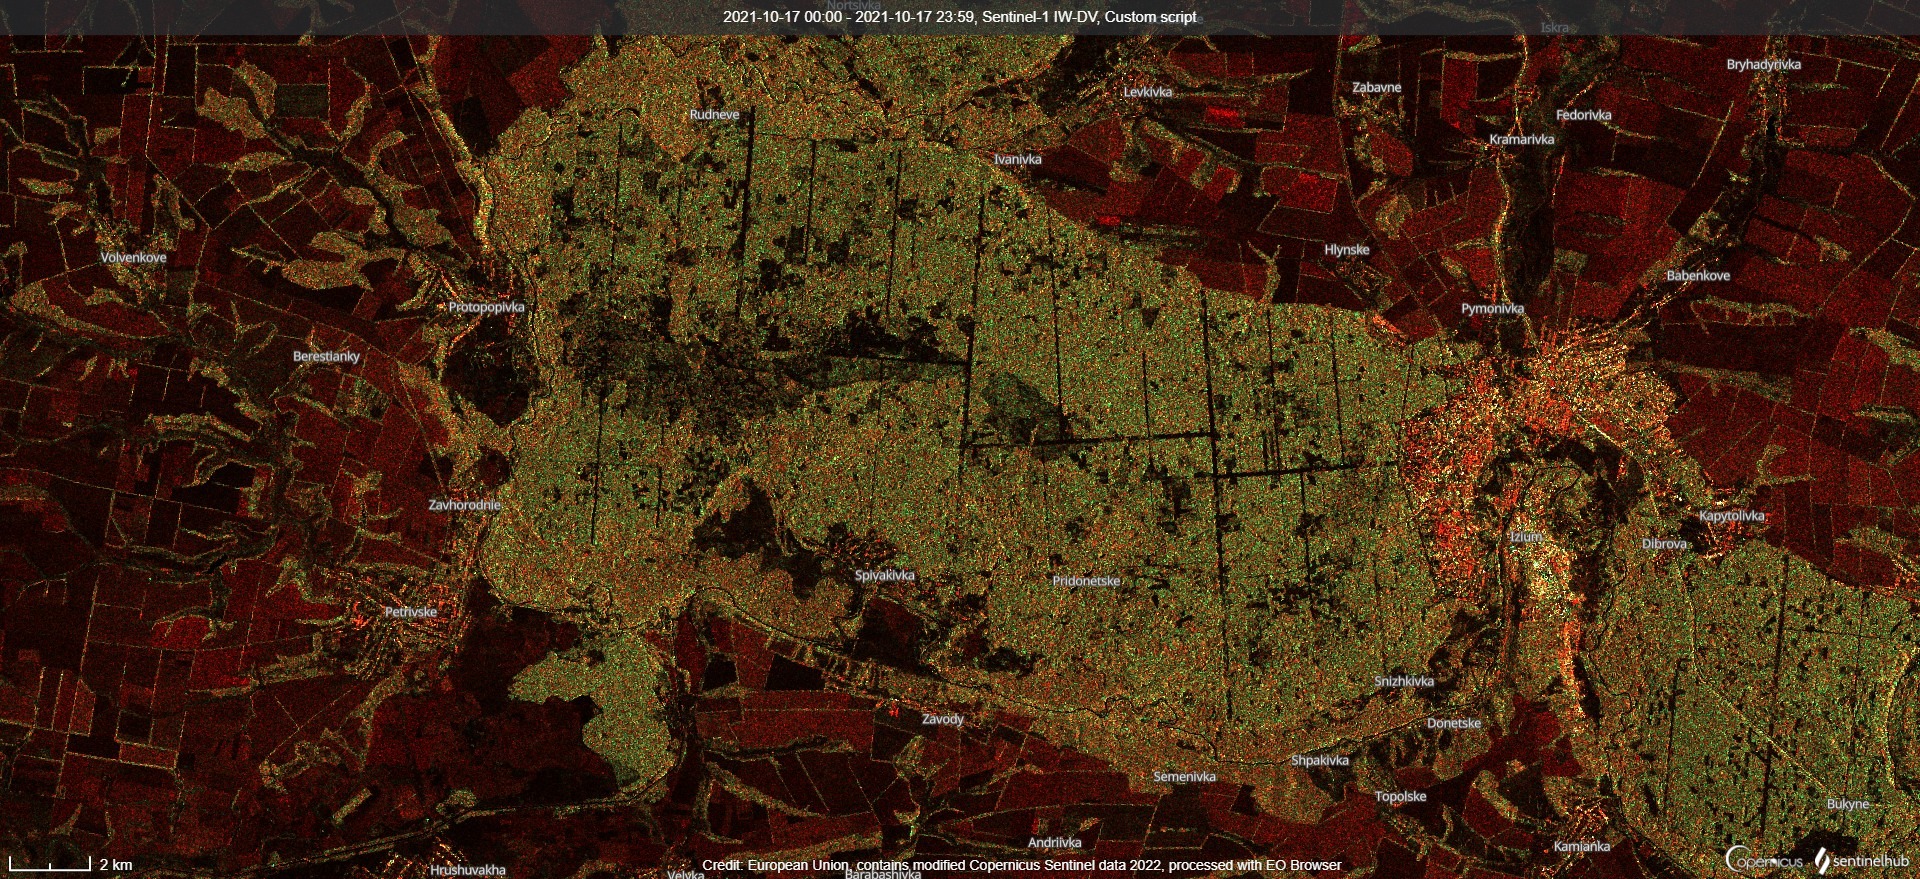 Nortsivka
2021-10-17 00:00 - 2021-10-17 23:59, Sentinel-1 IW-DV, Custom script
Iskra
Bryhadyrivka
Zabavne
Levkivka
Rudneve
Fedorivka
Kramarivka
Ivanivka
Hlynske
Volvenkove
Babenkove
Protopopivka
Pymonivka
Berestianky
Zavhorodnie
Kapytolivka
Izium
Dibrova
Spivakivka
Pridonetske
Petrivske
Snizhkivka
Zavody
Donetske
Shpakivka
Semenivka
Topolske
Bukyne
Andriivka
Kamianka
2 km
Credit: European Union, contains modified Copernicus Sentinel data 2022, processed with EO Browser
Copernicus
sentinelhub
Hrushuvakha
Velyka
Barabashivka